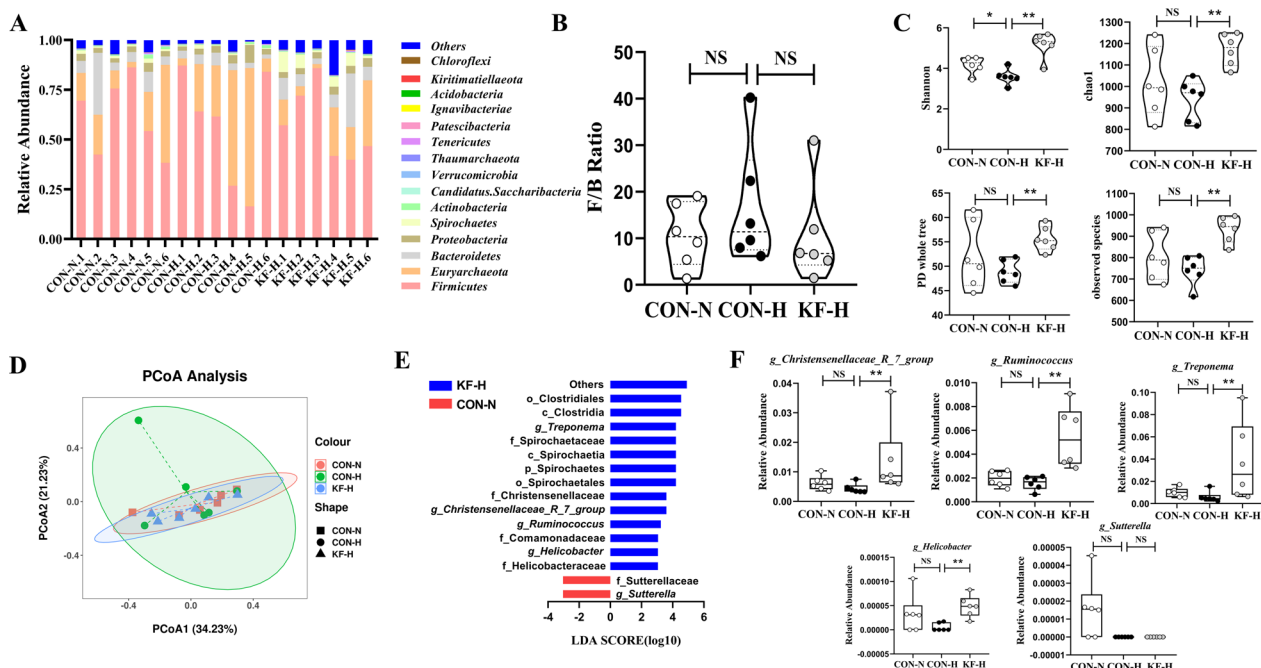 A
Relative Abundance
1.00
0.75
0.50
0.25
0.00
CON-N.1
CON-N.2
CON-N.3
CON-N.4
CON-N.5
CON-N.6
CON-H.1
CON-H.2
CON-H.3
CON-H.4
CON-H.5
CON-H.6
KF-H.1
KF-H.2
KF-H.3
KF-H.4
KF-H.5
KF-H.6
Others
Chloroflexi
Kiritimatiellaeota
Acidobacteria
Ignavibacteriae
Patescibacteria
Tenericutes
Thaumarchaeota
Verrucomicrobia
Candidatus.Saccharibacteria
Actinobacteria
Spirochaetes
Proteobacteria
Bacteroidetes
Euryarchaeota
Firmicutes
B
F/B Ratio
50
40
30
20
10
0
NS
NS
CON-N
CON-H
KF-H
C
Shannon
6
4
2
0
*
**
CON-N
CON-H
KF-H
chao1
1300
1200
1100
1000
900
800
700
NS
**
CON-N
CON-H
KF-H
PD whole tree
65
60
55
50
45
40
NS
**
CON-N
CON-H
KF-H
observed species
1100
1000
900
800
700
600
500
NS
**
CON-N
CON-H
KF-H
D
PCoA Analysis
PCoA2 (21.23%)
0.4
0.0
-0.4
-0.4
0.0
0.4
PCoA1 (34.23%)
Colour
CON-N
CON-H
KF-H
Shape
CON-N
CON-H
KF-H
E
KF-H
CON-N
Others
o_Clostridiales
c_Clostridia
g_Treponema
f_Spirochaetaceae
c_Spirochaetia
p_Spirochaetes
o_Spirochaetales
f_Christensenellaceae
g_Christensenellaceae_R_7_group
g_Ruminococcus
f_Comamonadaceae
g_Helicobacter
f_Helicobacteraceae
f_Sutterellaceae
g_Sutterella
-4
-2
0
2
4
6
LDA SCORE(log10)
F
g_Christensenellaceae_R_7_group
Relative Abundance
0.04
0.03
0.02
0.01
0.00
NS
**
CON-N
CON-H
KF-H
g_Ruminococcus
Relative Abundance
0.010
0.008
0.006
0.004
0.002
0.000
NS
**
CON-N
CON-H
KF-H
g_Treponema
Relative Abundance
0.10
0.08
0.06
0.04
0.02
0.00
NS
**
CON-N
CON-H
KF-H
g_Helicobacter
Relative Abundance
0.00015
0.00010
0.00005
0.00000
-0.00005
NS
**
CON-N
CON-H
KF-H
g_Sutterella
Relative Abundance
0.00005
0.00004
0.00003
0.00002
0.00001
0.00000
-0.00001
NS
NS
CON-N
CON-H
KF-H